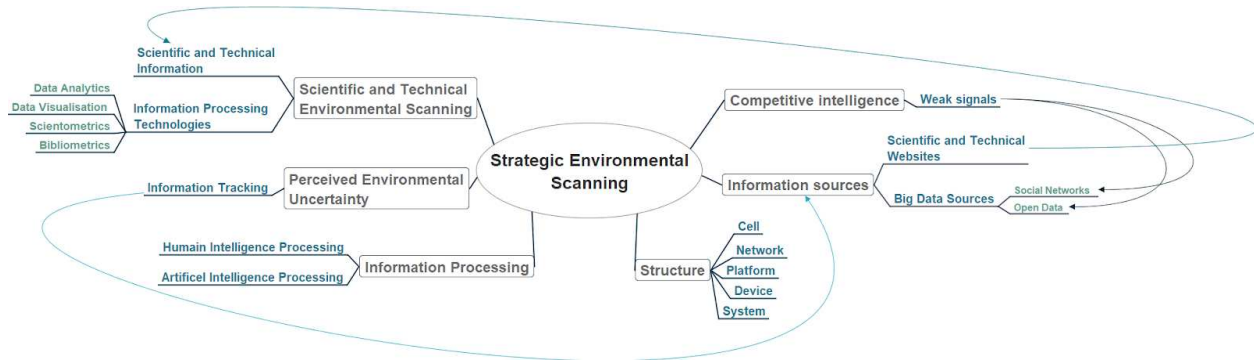 Strategic Environmental
Scanning
Scientific and Technical
Environmental Scanning
Scientific and Technical
Information
Information Processing
Technologies
Data Analytics
Data Visualisation
Scientometrics
Bibliometrics
Perceived Environmental
Uncertainty
Information Tracking
Information Processing
Humain Intelligence Processing
Artificel Intelligence Processing
Competitive intelligence
Weak signals
Information sources
Scientific and Technical
Websites
Big Data Sources
Social Networks
Open Data
Structure
Cell
Network
Platform
Device
System